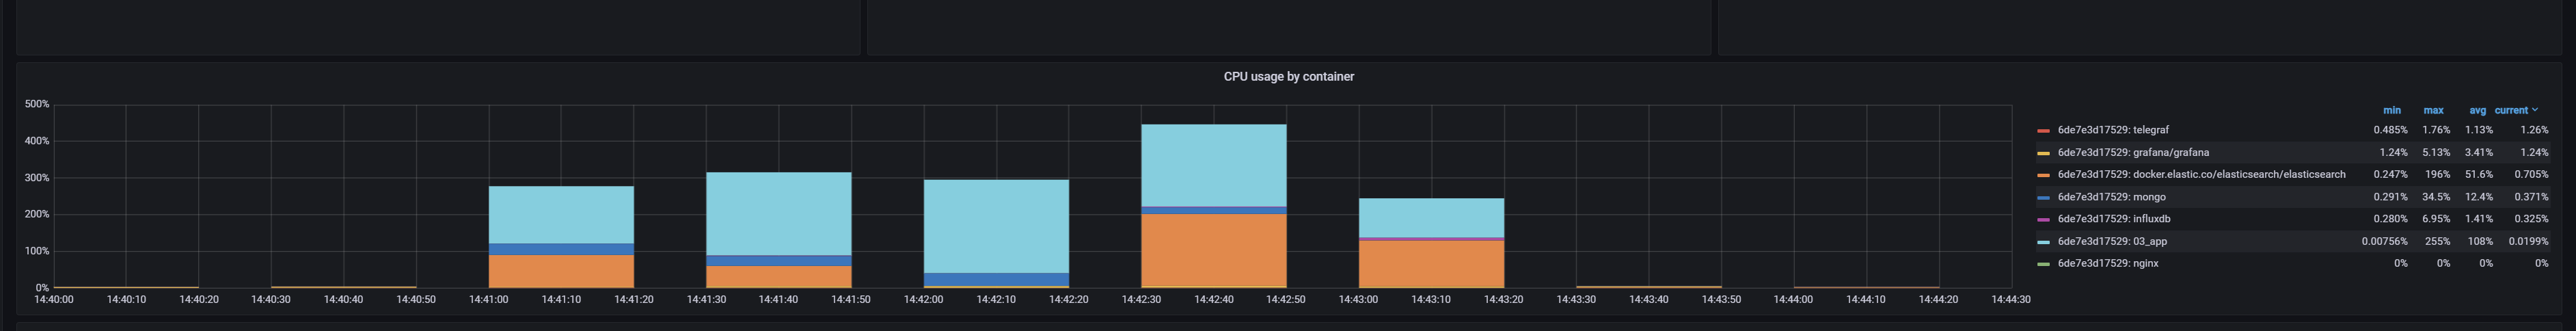 CPU usage by container
500%
400%
300%
200%
100%
0%
14:40:00 14:40:10 14:40:20 14:40:30 14:40:40 14:40:50 14:41:00 14:41:10 14:41:20 14:41:30 14:41:40 14:41:50 14:42:00 14:42:10 14:42:20 14:42:30 14:42:40 14:42:50 14:43:00 14:43:10 14:43:20 14:43:30 14:43:40 14:43:50 14:44:00 14:44:10 14:44:20 14:44:30
min max avg current
6de7e3d17529: telegraf 0.485% 1.76% 1.13% 1.26%
6de7e3d17529: grafana/grafana 1.24% 5.13% 3.41% 1.24%
6de7e3d17529: docker.elastic.co/elasticsearch/elasticsearch 0.247% 196% 51.6% 0.705%
6de7e3d17529: mongo 0.291% 34.5% 12.4% 0.371%
6de7e3d17529: influxdb 0.280% 6.95% 1.41% 0.325%
6de7e3d17529: 03_app 0.00756% 255% 108% 0.0199%
6de7e3d17529: nginx 0% 0% 0% 0%